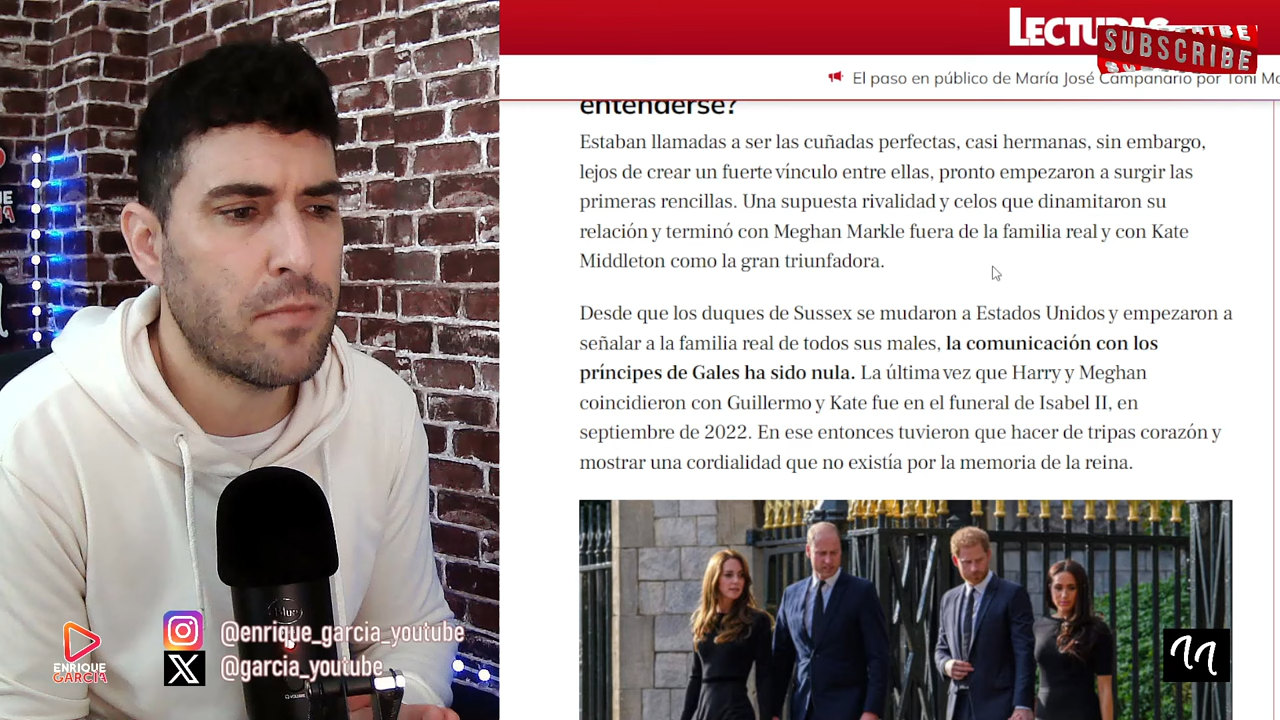 LECTURAS
SUBSCRIBE
El paso en público de María José Campanario por Toni Mo
entenderse?
Estaban llamadas a ser las cuñadas perfectas, casi hermanas, sin embargo,
lejos de crear un fuerte vínculo entre ellas, pronto empezaron a surgir las
primeras rencillas. Una supuesta rivalidad y celos que dinamitaron su
relación y terminó con Meghan Markle fuera de la familia real y con Kate
Middleton como la gran triunfadora.
Desde que los duques de Sussex se mudaron a Estados Unidos y empezaron a
señalar a la familia real de todos sus males, la comunicación con los
príncipes de Gales ha sido nula. La última vez que Harry y Meghan
coincidieron con Guillermo y Kate fue en el funeral de Isabel II, en
septiembre de 2022. En ese entonces tuvieron que hacer de tripas corazón y
mostrar una cordialidad que no existía por la memoria de la reina.
@enrique_garcia_youtube
@garcia_youtube
ENRIQUE
GARCIA
blue